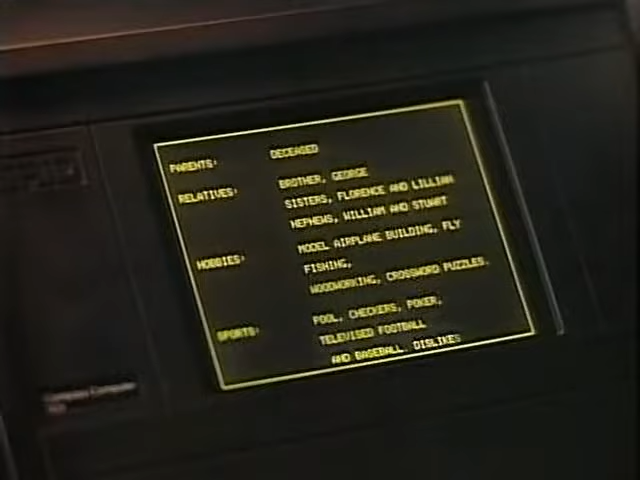 PARENTS: DECEASED
RELATIVES: BROTHER, GEORGE
SISTERS, FLORENCE AND LILLIAN
NEPHEWS, WILLIAM AND STUART
HOBBIES: MODEL AIRPLANE BUILDING, FLY
FISHING,
WOODWORKING, CROSSWORD PUZZLES.
SPORTS: POOL, CHECKERS, POKER,
TELEVISED FOOTBALL
AND BASEBALL. DISLIKES
Computer